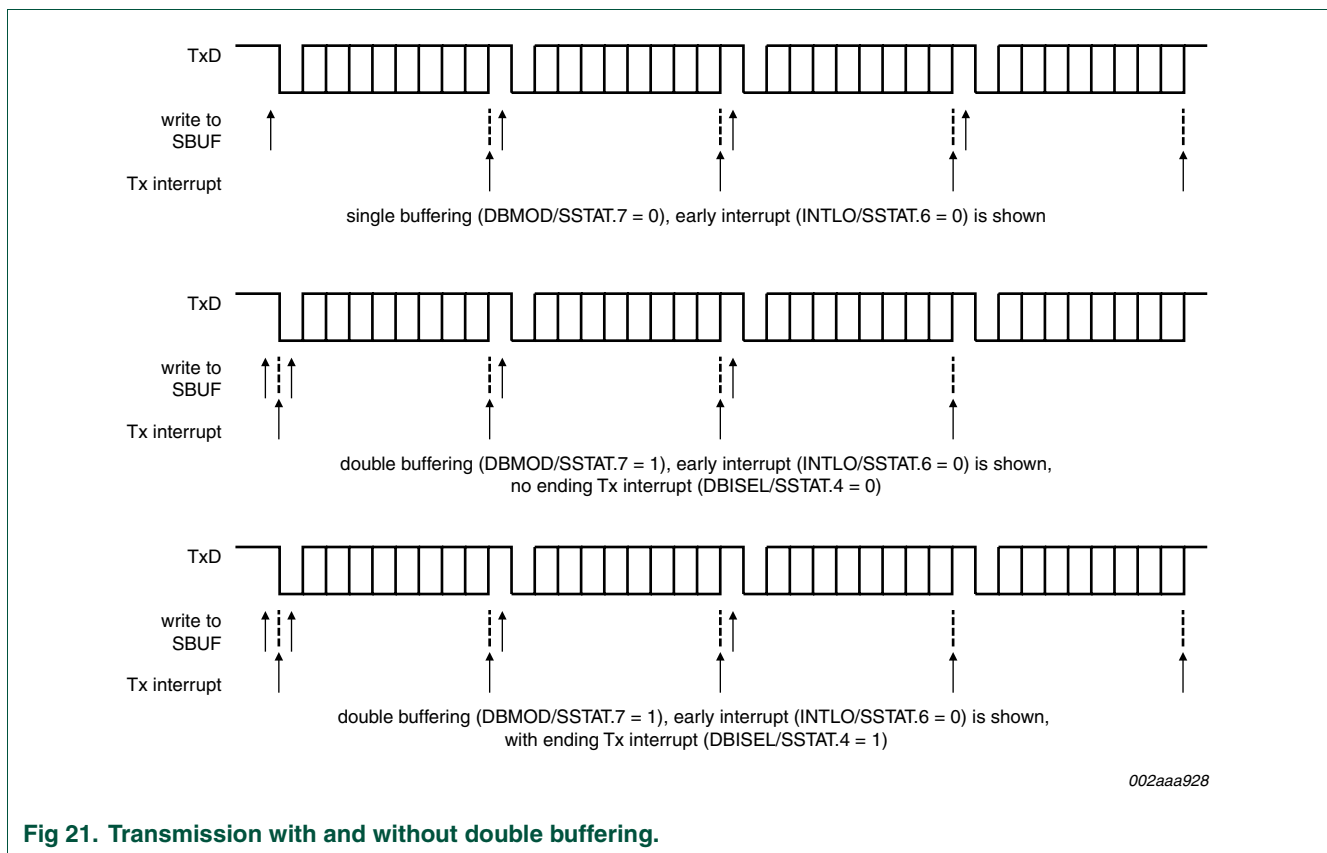 TxD
write to
SBUF
Tx interrupt
single buffering (DBMOD/SSTAT.7 = 0), early interrupt (INTLO/SSTAT.6 = 0) is shown
TxD
write to
SBUF
Tx interrupt
double buffering (DBMOD/SSTAT.7 = 1), early interrupt (INTLO/SSTAT.6 = 0) is shown,
no ending Tx interrupt (DBISEL/SSTAT.4 = 0)
TxD
write to
SBUF
Tx interrupt
double buffering (DBMOD/SSTAT.7 = 1), early interrupt (INTLO/SSTAT.6 = 0) is shown,
with ending Tx interrupt (DBISEL/SSTAT.4 = 1)
002aaa928
Fig 21. Transmission with and without double buffering.